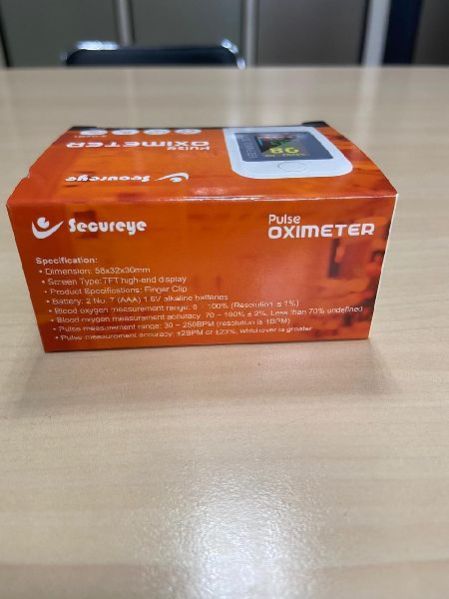 PULSE
OXIMETER
Secureye
Secureye
Pulse
OXIMETER
Specification:
• Dimension: 58x32x30mm
• Screen Type: TFT high-end display
• Product Specifications: Finger Clip
• Battery: 2 No. 7 (AAA) 1.5V alkaline batteries
• Blood oxygen measurement range: 0 - 100% (Resolution ± 1%)
• Blood oxygen measurement accuracy: 70 - 100% ± 2%, Less than 70% undefined
• Pulse measurement range: 30 – 250BPM (resolution is 1BPM)
• Pulse measurement accuracy: ±2BPM or ±2%, whichever is greater